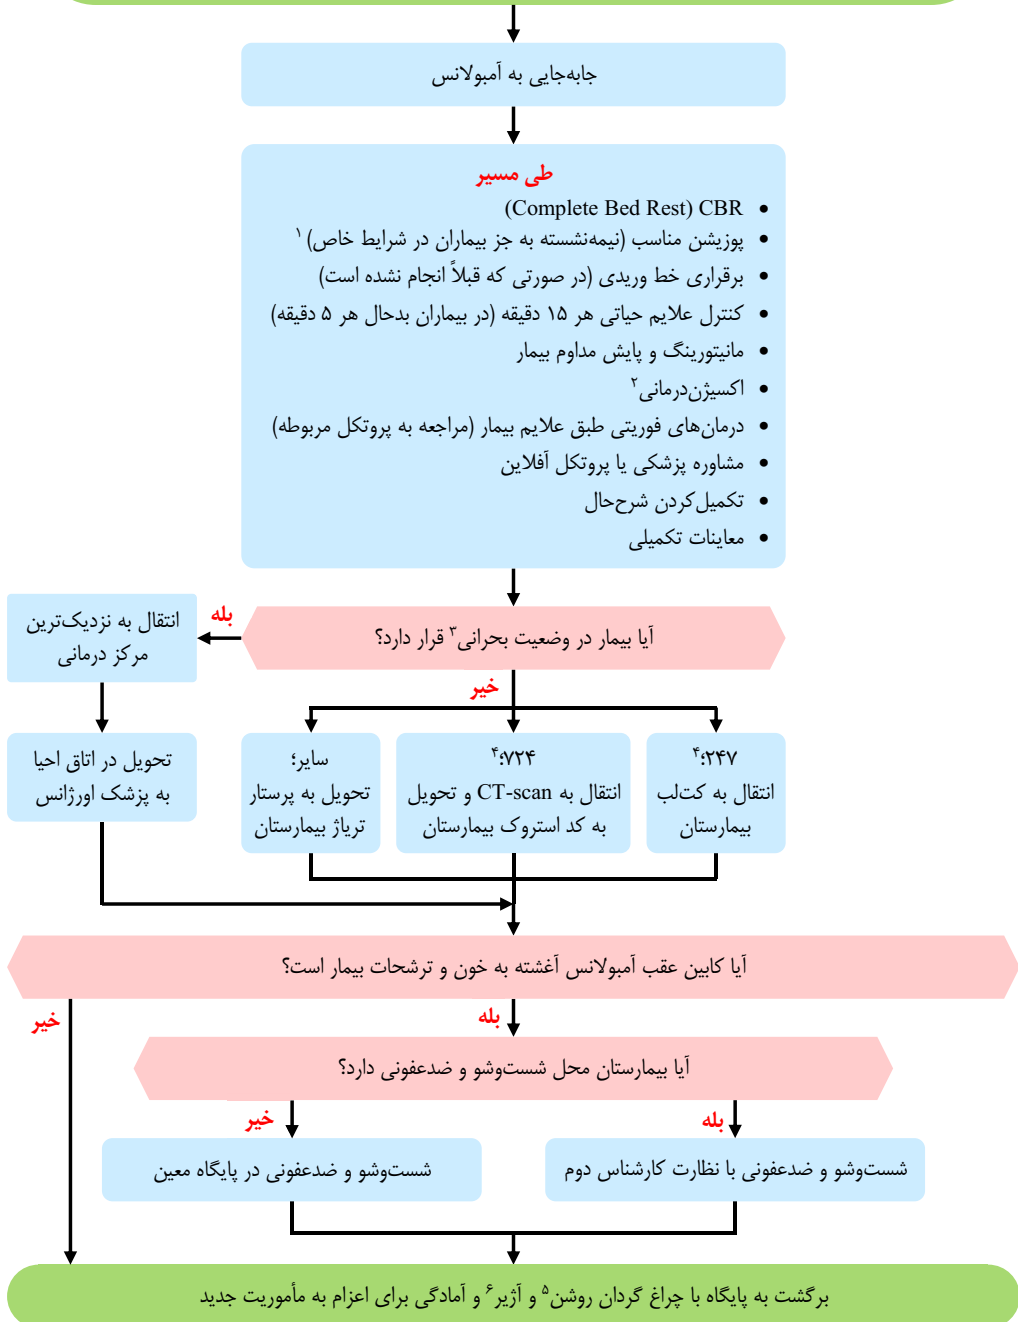 جابه‌جایی به آمبولانس
طی مسیر
• CBR (Complete Bed Rest)
• پوزیشن مناسب (نیمه‌نشسته به جز بیماران در شرایط خاص)۱
• برقراری خط وریدی (در صورتی که قبلاً انجام نشده است)
• کنترل علایم حیاتی هر ۱۵ دقیقه (در بیماران بدحال هر ۵ دقیقه)
• مانیتورینگ و پایش مداوم بیمار
• اکسیژن‌درمانی۲
• درمان‌های فوریتی طبق علایم بیمار (مراجعه به پروتکل مربوطه)
• مشاوره پزشکی یا پروتکل آفلاین
• تکمیل‌کردن شرح‌حال
• معاینات تکمیلی
آیا بیمار در وضعیت بحرانی۳ قرار دارد؟
بله
انتقال به نزدیک‌ترین
مرکز درمانی
تحویل در اتاق احیا
به پزشک اورژانس
خیر
۲۴۷؛۴
انتقال به کت‌لب
بیمارستان
۷۲۴؛۴
انتقال به CT-scan و تحویل
به کد استروک بیمارستان
سایر؛
تحویل به پرستار
تریاژ بیمارستان
آیا کابین عقب آمبولانس آغشته به خون و ترشحات بیمار است؟
بله
خیر
آیا بیمارستان محل شست‌وشو و ضدعفونی دارد؟
بله
خیر
شست‌وشو و ضدعفونی با نظارت کارشناس دوم
شست‌وشو و ضدعفونی در پایگاه معین
برگشت به پایگاه با چراغ گردان روشن۵ و آژیر۶ و آمادگی برای اعزام به مأموریت جدید